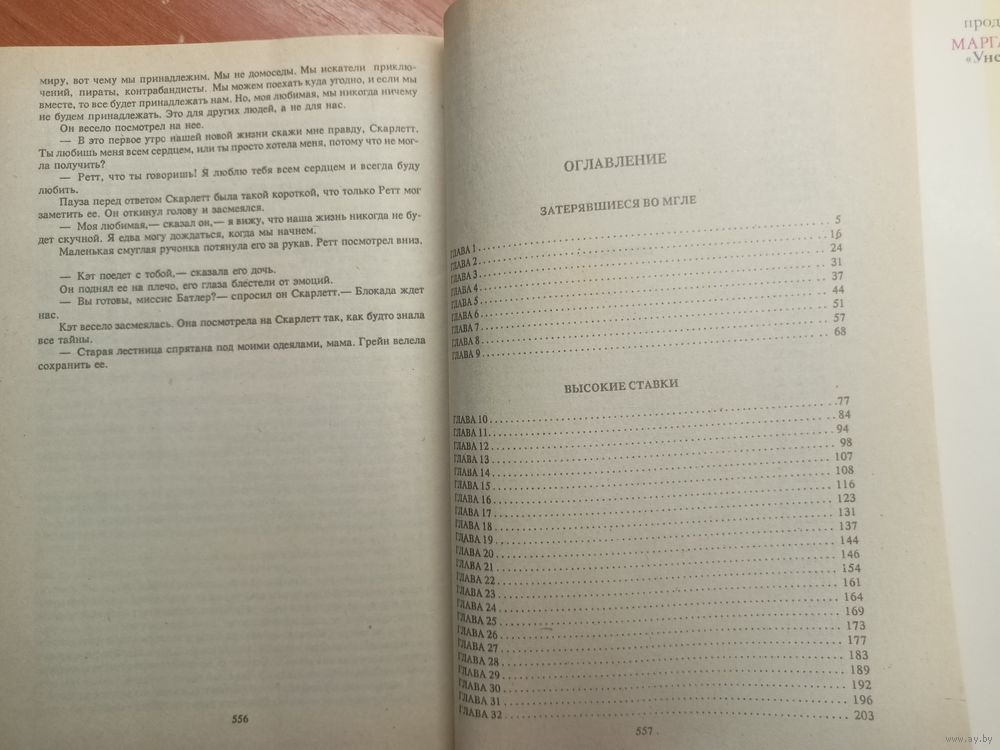 миру, вот чему мы принадлежим. Мы не домоседы. Мы искатели приклю-
чений, пираты, контрабандисты. Мы можем поехать куда угодно, и если мы
вместе, то все будет принадлежать нам. Но, моя любимая, мы никогда ничему
не будем принадлежать. Это для других людей, а не для нас.
Он весело посмотрел на нее.
— В это первое утро нашей новой жизни скажи мне правду, Скарлетт.
Ты любишь меня всем сердцем, или ты просто хотела меня, потому что не мог-
ла получить?
— Ретт, что ты говоришь! Я люблю тебя всем сердцем и всегда буду
любить.
Пауза перед ответом Скарлетт была такой короткой, что только Ретт мог
заметить ее. Он откинул голову и засмеялся.
— Моя любимая,— сказал он,— я вижу, что наша жизнь никогда не бу-
дет скучной. Я едва могу дождаться, когда мы начнем.
Маленькая смуглая ручонка потянула его за рукав. Ретт посмотрел вниз.
— Кэт поедет с тобой,— сказала его дочь.
Он поднял ее на плечо, его глаза блестели от эмоций.
— Вы готовы, миссис Батлер?— спросил он Скарлетт.— Блокада ждет
нас.
Кэт весело засмеялась. Она посмотрела на Скарлетт так, как будто знала
все тайны.
— Старая лестница спрятана под моими одеялами, мама. Грейн велела
сохранить ее.
556
ОГЛАВЛЕНИЕ
ЗАТЕРЯВШИЕСЯ ВО МГЛЕ
ГЛАВА 1 5
ГЛАВА 2 16
ГЛАВА 3 24
ГЛАВА 4 31
ГЛАВА 5 37
ГЛАВА 6 44
ГЛАВА 7 51
ГЛАВА 8 57
ГЛАВА 9 68
ВЫСОКИЕ СТАВКИ
ГЛАВА 10 77
ГЛАВА 11 84
ГЛАВА 12 94
ГЛАВА 13 98
ГЛАВА 14 107
ГЛАВА 15 108
ГЛАВА 16 116
ГЛАВА 17 123
ГЛАВА 18 131
ГЛАВА 19 137
ГЛАВА 20 144
ГЛАВА 21 146
ГЛАВА 22 154
ГЛАВА 23 161
ГЛАВА 24 164
ГЛАВА 25 169
ГЛАВА 26 173
ГЛАВА 27 177
ГЛАВА 28 183
ГЛАВА 29 189
ГЛАВА 30 192
ГЛАВА 31 196
ГЛАВА 32 203
557
прод
МАРГА
«Унс
www.ay.by